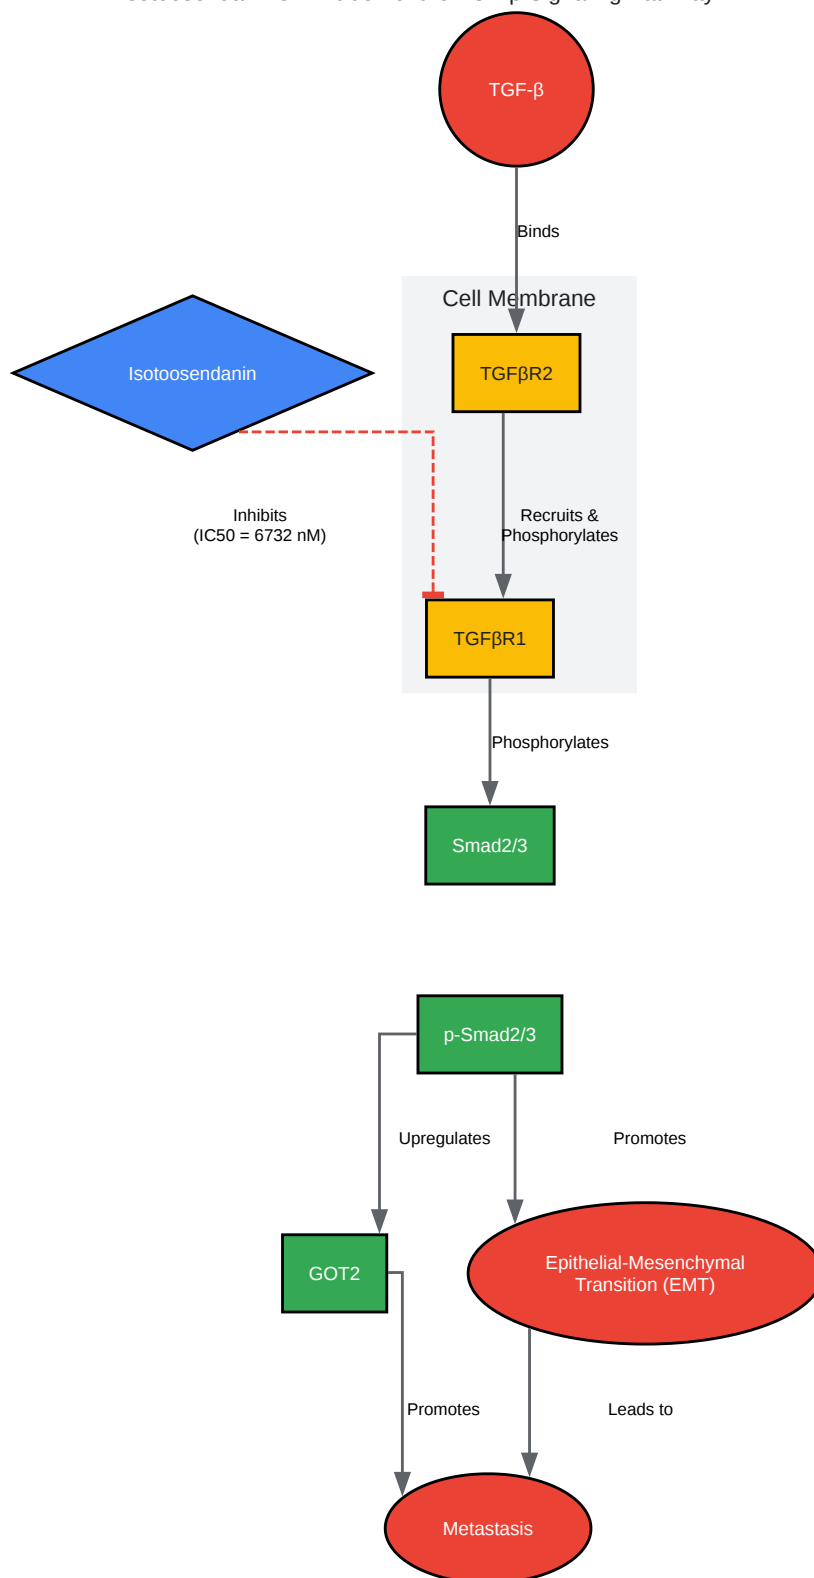 TGF-β
Binds
Cell Membrane
Isotoosendanin
TGFβR2
Inhibits
(IC50 = 6732 nM)
Recruits &
Phosphorylates
TGFβR1
Phosphorylates
Smad2/3
p-Smad2/3
Upregulates
Promotes
GOT2
Epithelial-Mesenchymal
Transition (EMT)
Promotes
Leads to
Metastasis